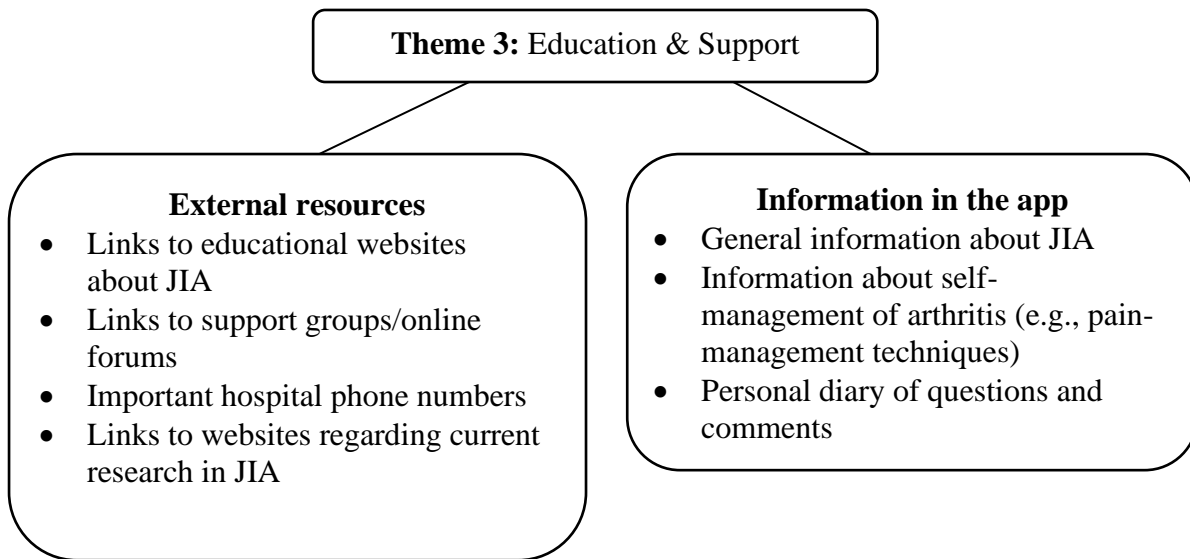 Theme 3: Education & Support
External resources
• Links to educational websites
about JIA
• Links to support groups/online
forums
• Important hospital phone numbers
• Links to websites regarding current
research in JIA
Information in the app
• General information about JIA
• Information about self-
management of arthritis (e.g., pain-
management techniques)
• Personal diary of questions and
comments